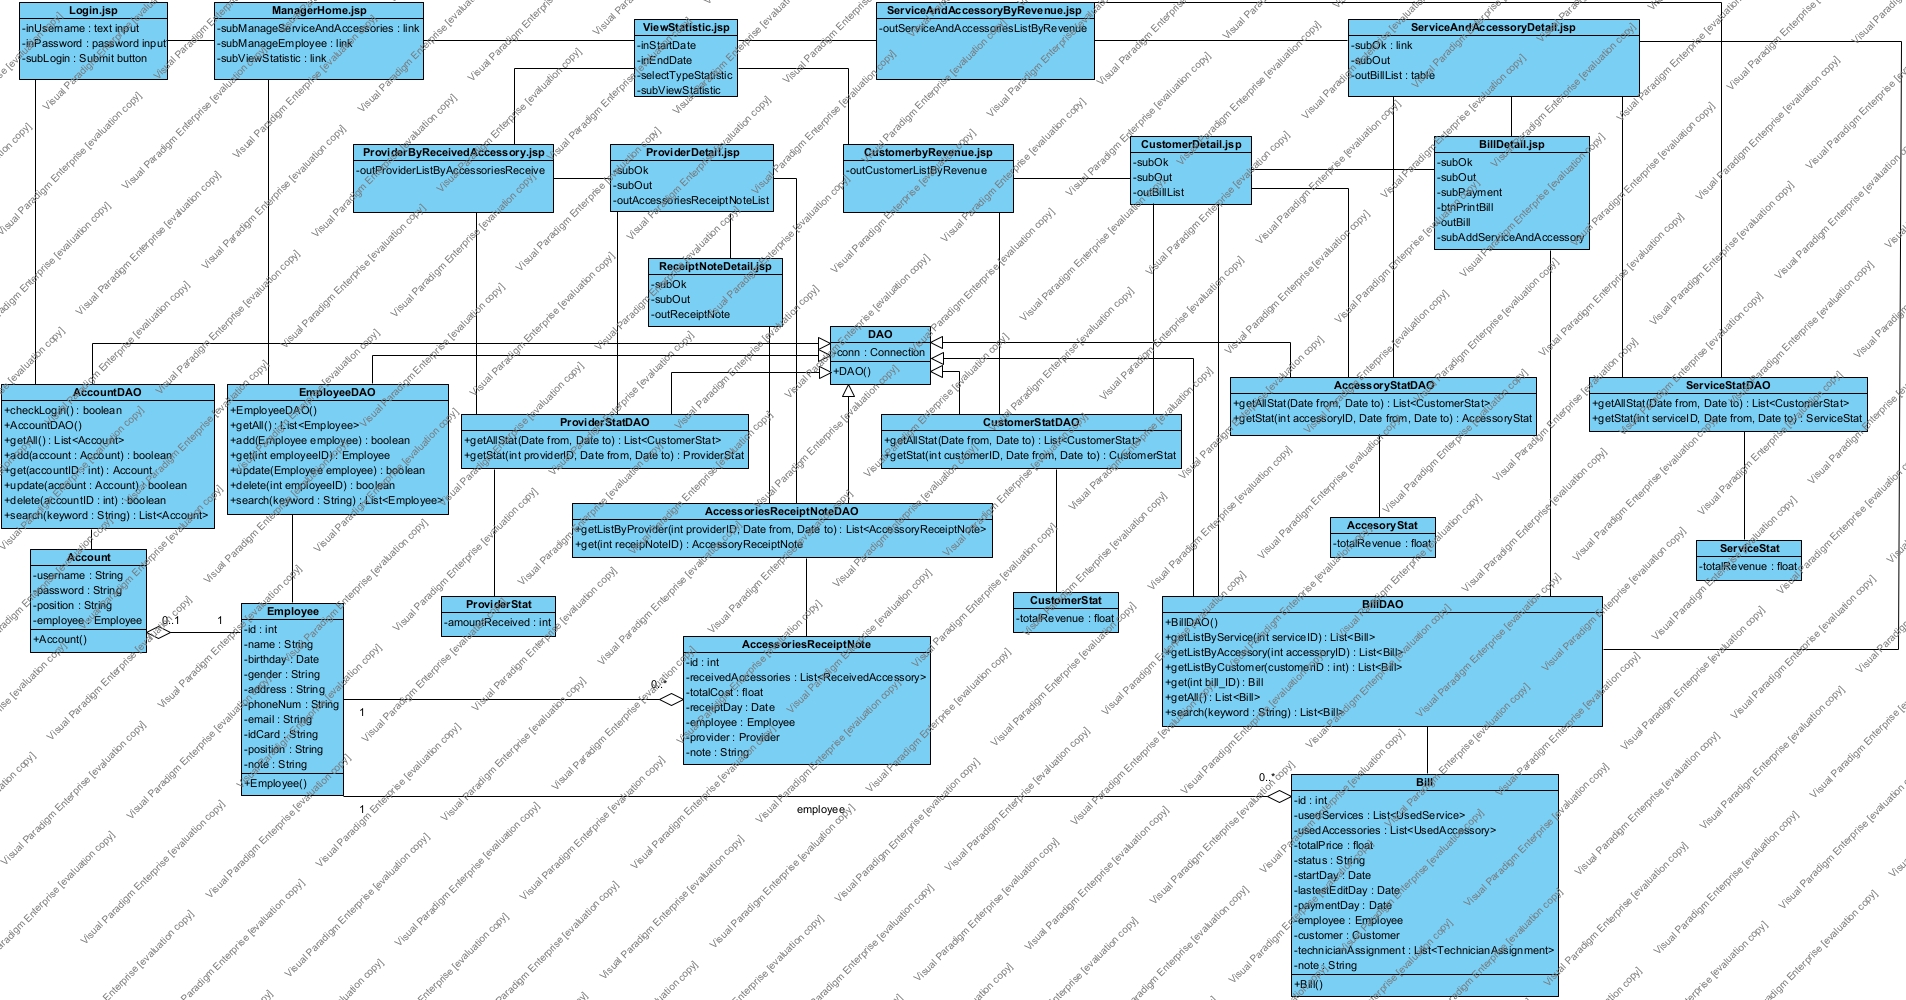 Login.jsp
-inUsername : text input
-inPassword : password input
-subLogin : Submit button
ManagerHome.jsp
-subManageServiceAndAccessories : link
-subManageEmployee : link
-subViewStatistic : link
ViewStatistic.jsp
-inStartDate
-inEndDate
-selectTypeStatistic
-subViewStatistic
ServiceAndAccessoryByRevenue.jsp
-outServiceAndAccessoriesListByRevenue
ServiceAndAccessoryDetail.jsp
-subOk : link
-subOut
-outBillList : table
ProviderByReceivedAccessory.jsp
-outProviderListByAccessoriesReceive
ProviderDetail.jsp
-subOk
-subOut
-outAccessoriesReceiptNoteList
CustomerbyRevenue.jsp
-outCustomerListByRevenue
CustomerDetail.jsp
-subOk
-subOut
-outBillList
BillDetail.jsp
-subOk
-subOut
-subPayment
-btnPrintBill
-outBill
-subAddServiceAndAccessory
ReceiptNoteDetail.jsp
-subOk
-subOut
-outReceiptNote
DAO
-conn : Connection
+DAO()
AccountDAO
+checkLogin() : boolean
+AccountDAO()
+getAll() : List<Account>
+add(account : Account) : boolean
+get(accountID : int) : Account
+update(account : Account) : boolean
+delete(accountID : int) : boolean
+search(keyword : String) : List<Account>
EmployeeDAO
+EmployeeDAO()
+getAll() : List<Employee>
+add(Employee employee) : boolean
+get(int employeeID) : Employee
+update(Employee employee) : boolean
+delete(int employeeID) : boolean
+search(keyword : String) : List<Employee>
ProviderStatDAO
+getAllStat(Date from, Date to) : List<CustomerStat>
+getStat(int providerID, Date from, Date to) : ProviderStat
CustomerStatDAO
+getAllStat(Date from, Date to) : List<CustomerStat>
+getStat(int customerID, Date from, Date to) : CustomerStat
AccessoryStatDAO
+getAllStat(Date from, Date to) : List<CustomerStat>
+getStat(int accessoryID, Date from, Date to) : AccessoryStat
ServiceStatDAO
+getAllStat(Date from, Date to) : List<CustomerStat>
+getStat(int serviceID, Date from, Date to) : ServiceStat
AccessoriesReceiptNoteDAO
+getListByProvider(int providerID, Date from, Date to) : List<AccessoryReceiptNote>
+get(int receipNoteID) : AccessoryReceiptNote
AccesoryStat
-totalRevenue : float
ServiceStat
-totalRevenue : float
Account
-username : String
-password : String
-position : String
-employee : Employee
+Account()
0..1
1
Employee
-id : int
-name : String
-birthday : Date
-gender : String
-address : String
-phoneNum : String
-email : String
-idCard : String
-position : String
-note : String
+Employee()
ProviderStat
-amountReceived : int
CustomerStat
-totalRevenue : float
BillDAO
+BillDAO()
+getListByService(int serviceID) : List<Bill>
+getListByAccessory(int accessoryID) : List<Bill>
+getListByCustomer(customerID : int) : List<Bill>
+get(int bill_ID) : Bill
+getAll() : List<Bill>
+search(keyword : String) : List<Bill>
AccessoriesReceiptNote
-id : int
-receivedAccessories : List<ReceivedAccessory>
-totalCost : float
-receiptDay : Date
-employee : Employee
-provider : Provider
-note : String
0..*
1
0..*
1
employee
Bill
-id : int
-usedServices : List<UsedService>
-usedAccessories : List<UsedAccessory>
-totalPrice : float
-status : String
-startDay : Date
-lastestEditDay : Date
-paymentDay : Date
-employee : Employee
-customer : Customer
-technicianAssignment : List<TechnicianAssignment>
-note : String
+Bill()
Visual Paradigm Enterprise [evaluation copy]